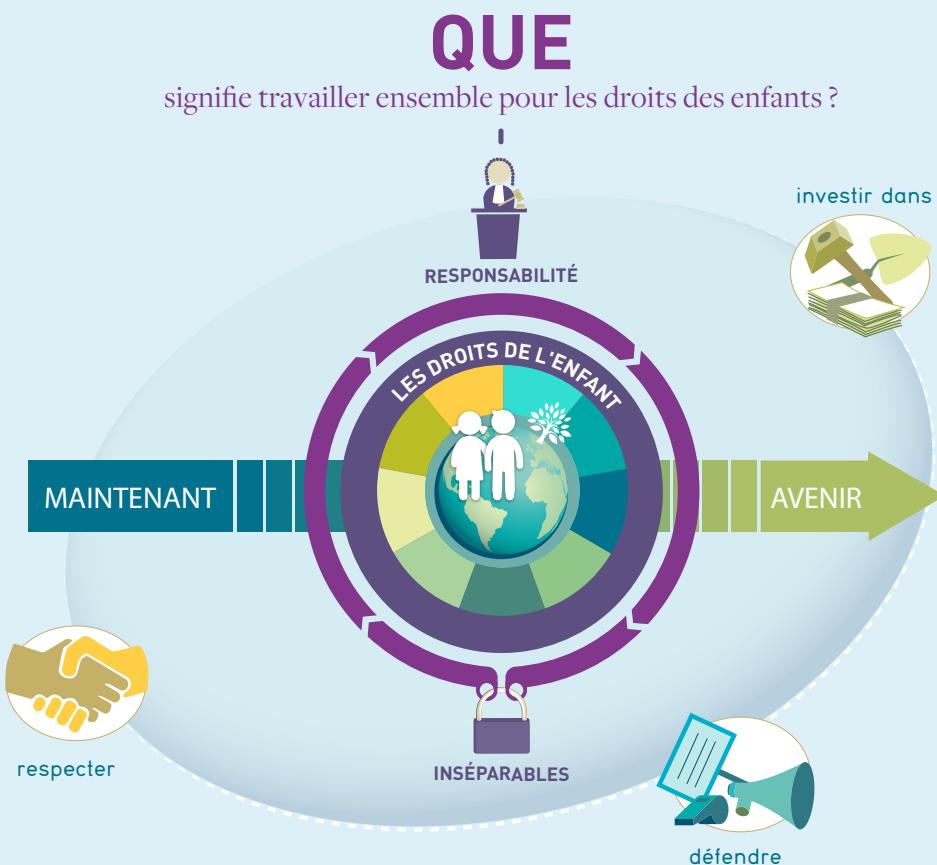 QUE
signifie travailler ensemble pour les droits des enfants ?
investir dans
RESPONSABILITÉ
LES DROITS DE L'ENFANT
MAINTENANT
AVENIR
respecter
INSÉPARABLES
défendre